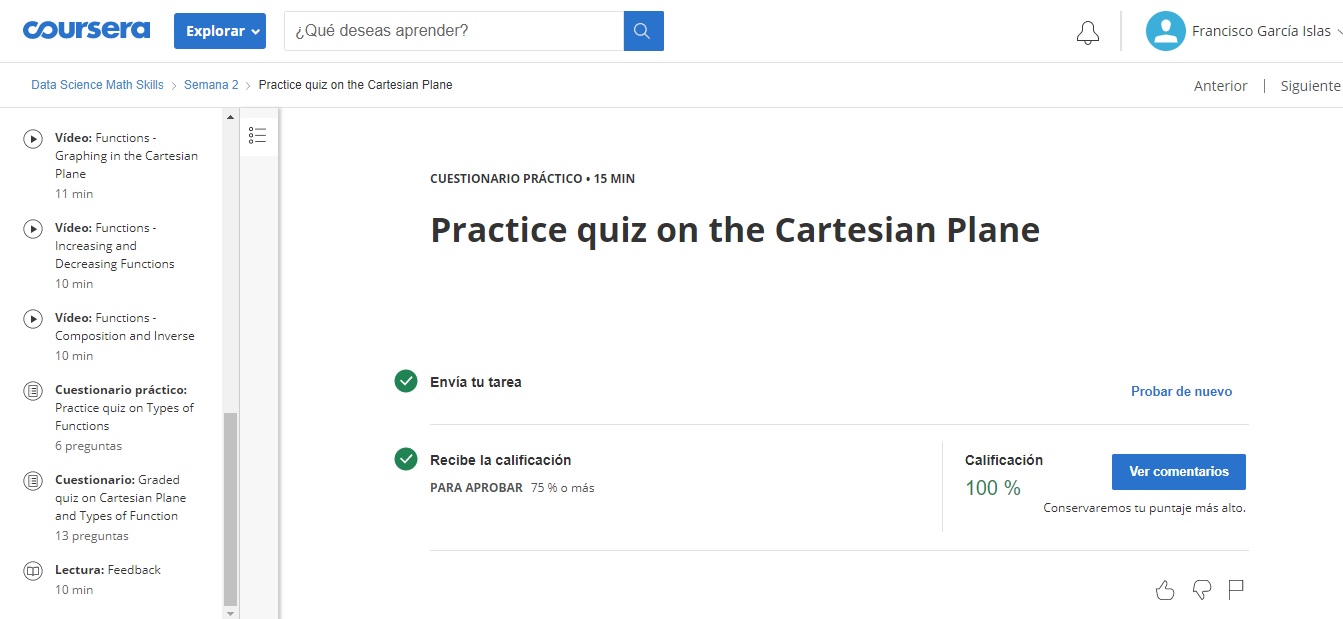 coursera
Explorar
¿Qué deseas aprender?
Francisco García Islas
Data Science Math Skills
Semana 2
Practice quiz on the Cartesian Plane
Anterior | Siguiente
Vídeo: Functions -
Graphing in the Cartesian
Plane
11 min
Vídeo: Functions -
Increasing and
Decreasing Functions
10 min
Vídeo: Functions -
Composition and Inverse
10 min
Cuestionario práctico:
Practice quiz on Types of
Functions
6 preguntas
Cuestionario: Graded
quiz on Cartesian Plane
and Types of Function
13 preguntas
Lectura: Feedback
10 min
CUESTIONARIO PRÁCTICO • 15 MIN
Practice quiz on the Cartesian Plane
Envía tu tarea
Probar de nuevo
Recibe la calificación
PARA APROBAR 75 % o más
Calificación
100 %
Ver comentarios
Conservaremos tu puntaje más alto.